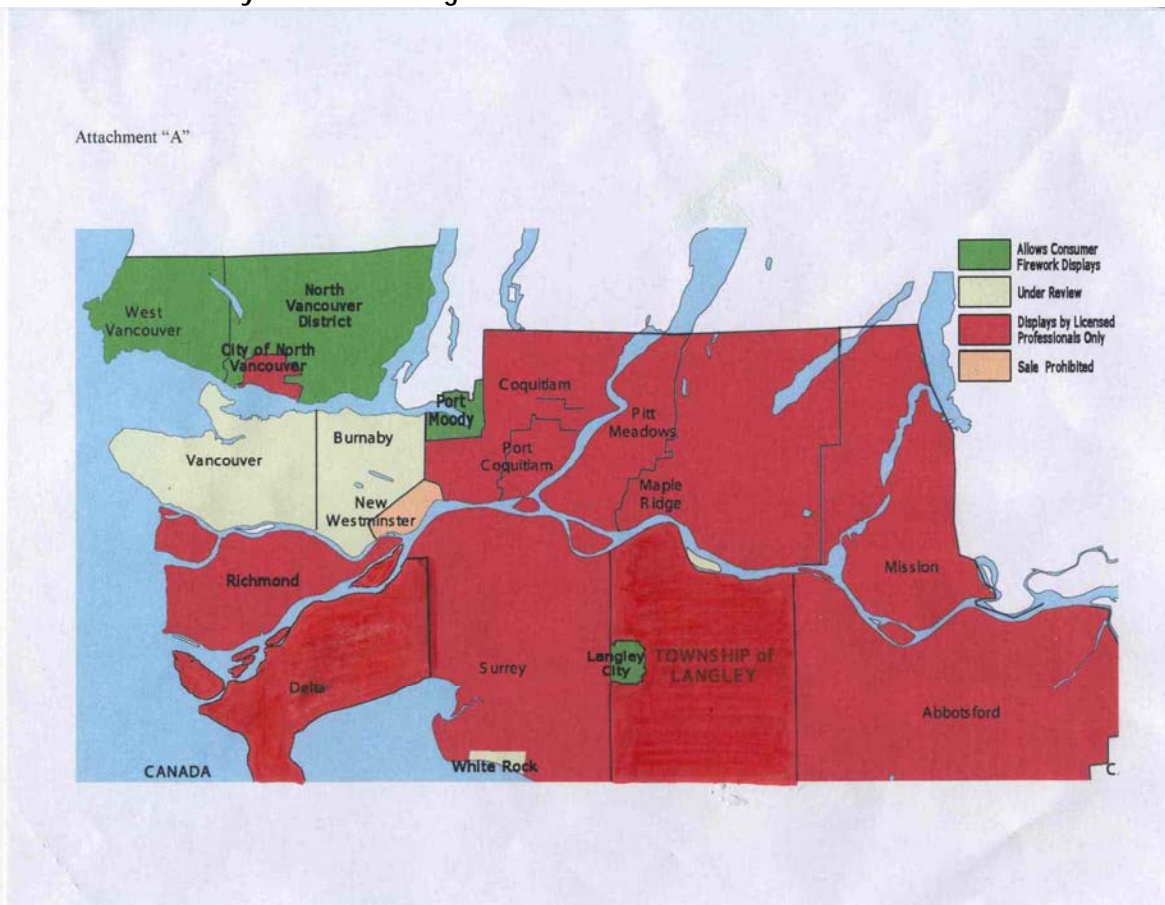 Attachment "A"
Allows Consumer
Firework Displays
Under Review
Displays by Licensed
Professionals Only
Sale Prohibited
West
Vancouver
North
Vancouver
District
City of North
Vancouver
Port
Moody
Coquitlam
Pitt
Meadows
Port
Coquitlam
Maple
Ridge
Burnaby
Vancouver
New
Westminster
Richmond
Mission
Delta
Surrey
Langley
City
TOWNSHIP of
LANGLEY
Abbotsford
White Rock
CANADA
C